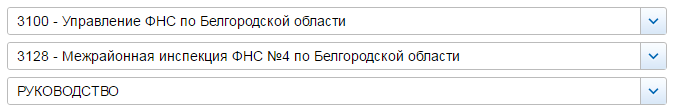 3100 - Управление ФНС по Белгородской области
3128 - Межрайонная инспекция ФНС №4 по Белгородской области
РУКОВОДСТВО